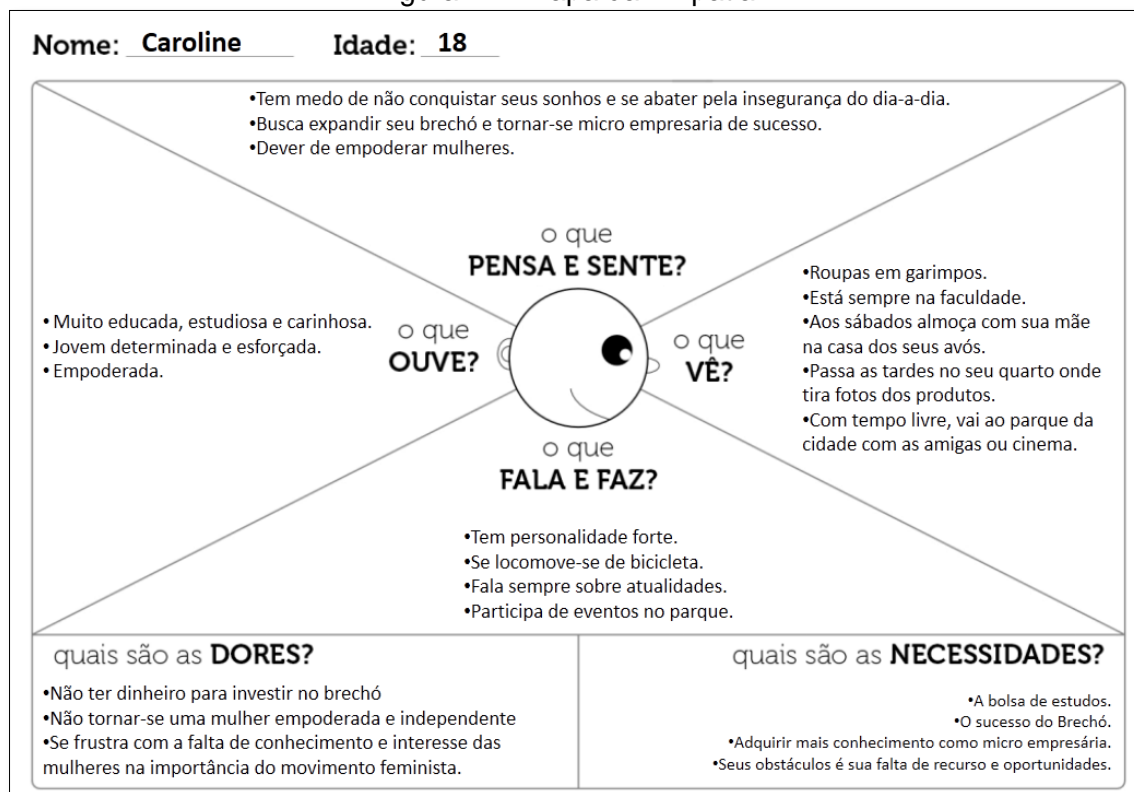 Nome: Caroline Idade: 18
•Tem medo de não conquistar seus sonhos e se abater pela insegurança do dia-a-dia.
•Busca expandir seu brechó e tornar-se micro empresaria de sucesso.
•Dever de empoderar mulheres.
o que
PENSA E SENTE?
• Muito educada, estudiosa e carinhosa.
• Jovem determinada e esforçada.
• Empoderada.
o que
OUVE?
o que
VÊ?
•Roupas em garimpos.
•Está sempre na faculdade.
•Aos sábados almoça com sua mãe
na casa dos seus avós.
•Passa as tardes no seu quarto onde
tira fotos dos produtos.
•Com tempo livre, vai ao parque da
cidade com as amigas ou cinema.
o que
FALA E FAZ?
•Tem personalidade forte.
•Se locomove-se de bicicleta.
•Fala sempre sobre atualidades.
•Participa de eventos no parque.
quais são as DORES?
•Não ter dinheiro para investir no brechó
•Não tornar-se uma mulher empoderada e independente
•Se frustra com a falta de conhecimento e interesse das
mulheres na importância do movimento feminista.
quais são as NECESSIDADES?
•A bolsa de estudos.
•O sucesso do Brechó.
•Adquirir mais conhecimento como micro empresária.
•Seus obstáculos é sua falta de recurso e oportunidades.